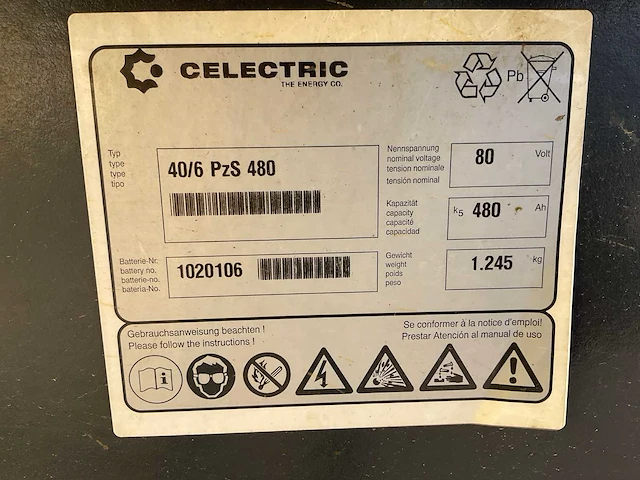 CELECTRIC
THE ENERGY CO.
Pb
Typ
type
type
tipo
40/6 PzS 480
Nennspannung
nominal voltage
tension nominale
tensión nominal
80 Volt
Kapazität
capacity
capacité
capacidad
k5 480 Ah
Batterie-Nr.
battery no.
batterie-no.
bateria-No.
1020106
Gewicht
weight
poids
peso
1.245 kg
Gebrauchsanweisung beachten !
Please follow the instructions !
Se conformer à la notice d'emploi!
Prestar Atención al manual de uso